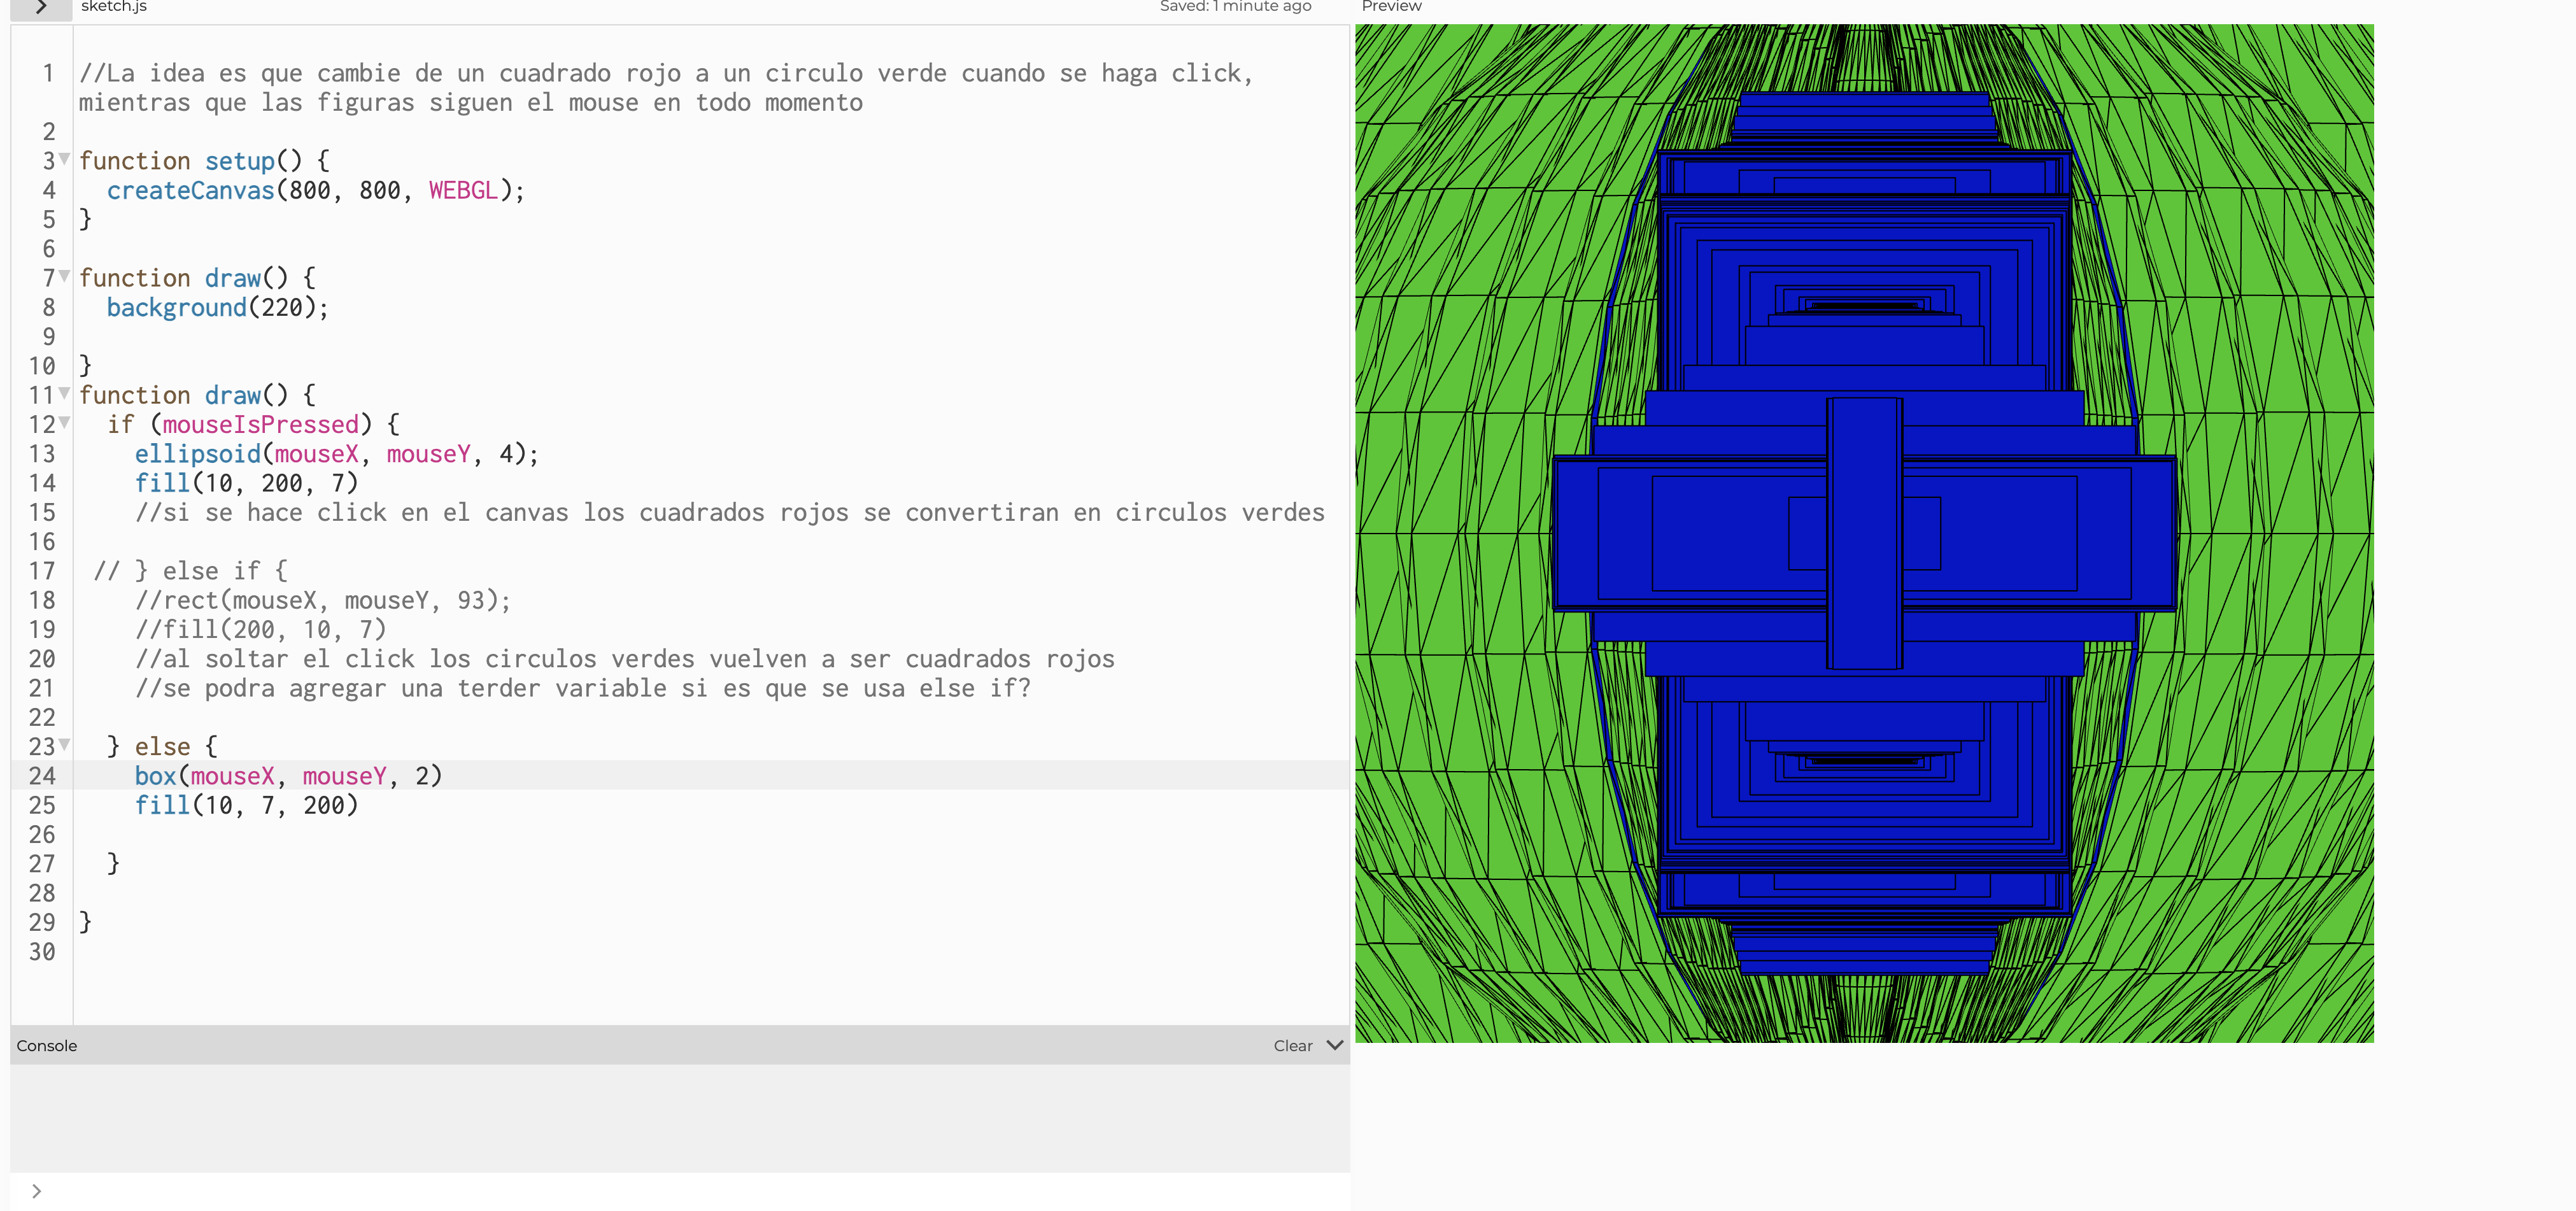 sketch.js
Saved: 1 minute ago
Preview
1 //La idea es que cambie de un cuadrado rojo a un circulo verde cuando se haga click,
mientras que las figuras siguen el mouse en todo momento
2
3 function setup() {
4   createCanvas(800, 800, WEBGL);
5 }
6
7 function draw() {
8   background(220);
9
10 }
11 function draw() {
12   if (mouseIsPressed) {
13     ellipsoid(mouseX, mouseY, 4);
14     fill(10, 200, 7)
15     //si se hace click en el canvas los cuadrados rojos se convertiran en circulos verdes
16
17  // } else if {
18     //rect(mouseX, mouseY, 93);
19     //fill(200, 10, 7)
20     //al soltar el click los circulos verdes vuelven a ser cuadrados rojos
21     //se podra agregar una terder variable si es que se usa else if?
22
23   } else {
24     box(mouseX, mouseY, 2)
25     fill(10, 7, 200)
26
27   }
28
29 }
30
Console
Clear